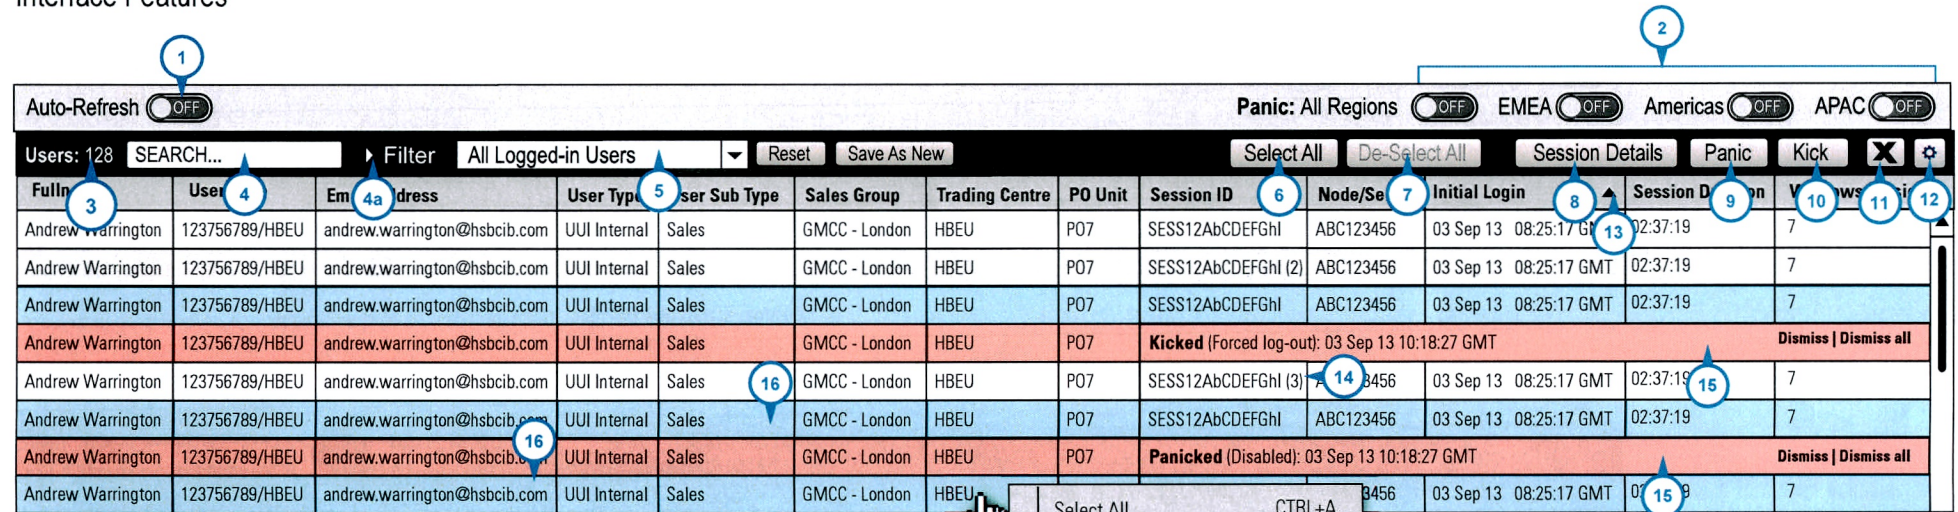 Interface Features
1
2
Auto-Refresh OFF Panic: All Regions OFF EMEA OFF Americas OFF APAC OFF
Users: 128 SEARCH... Filter All Logged-in Users Reset Save As New Select All De-Select All Session Details Panic Kick X
3 4 4a 5 6 7 8 9 10 11 12
User Type Sub Type Sales Group Trading Centre PO Unit Session ID Initial Login Session
13
Andrew Warrington 123756789/HBEU andrew.warrington@hsbcib.com UUI Internal Sales GMCC - London HBEU P07 SESS12AbCDEFGhI ABC123456 03 Sep 13 08:25:17 02:37:19 7
Andrew Warrington 123756789/HBEU andrew.warrington@hsbcib.com UUI Internal Sales GMCC - London HBEU P07 SESS12AbCDEFGhI (2) ABC123456 03 Sep 13 08:25:17 GMT 02:37:19 7
Andrew Warrington 123756789/HBEU andrew.warrington@hsbcib.com UUI Internal Sales GMCC - London HBEU P07 SESS12AbCDEFGhI ABC123456 03 Sep 13 08:25:17 GMT 02:37:19 7
Andrew Warrington 123756789/HBEU andrew.warrington@hsbcib.com UUI Internal Sales GMCC - London HBEU P07 Kicked (Forced log-out): 03 Sep 13 10:18:27 GMT Dismiss | Dismiss all
Andrew Warrington 123756789/HBEU andrew.warrington@hsbcib.com UUI Internal Sales 16 GMCC - London HBEU P07 SESS12AbCDEFGhI (3) 14 3456 03 Sep 13 08:25:17 GMT 02:37:19 15 7
Andrew Warrington 123756789/HBEU UUI Internal Sales GMCC - London HBEU P07 SESS12AbCDEFGhI ABC123456 03 Sep 13 08:25:17 GMT 02:37:19 7
16
Andrew Warrington 123756789/HBEU UUI Internal Sales GMCC - London HBEU P07 Panicked (Disabled): 03 Sep 13 10:18:27 GMT Dismiss | Dismiss all
Andrew Warrington 123756789/HBEU andrew.warrington@hsbcib.com UUI Internal Sales GMCC - London HBEU 3456 03 Sep 13 08:25:17 GMT 15 7
Select All CTRL+A